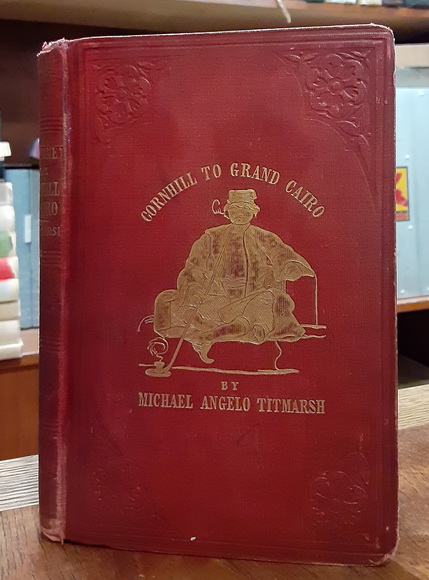 CORNHILL TO GRAND CAIRO
BY
MICHAEL ANGELO TITMARSH